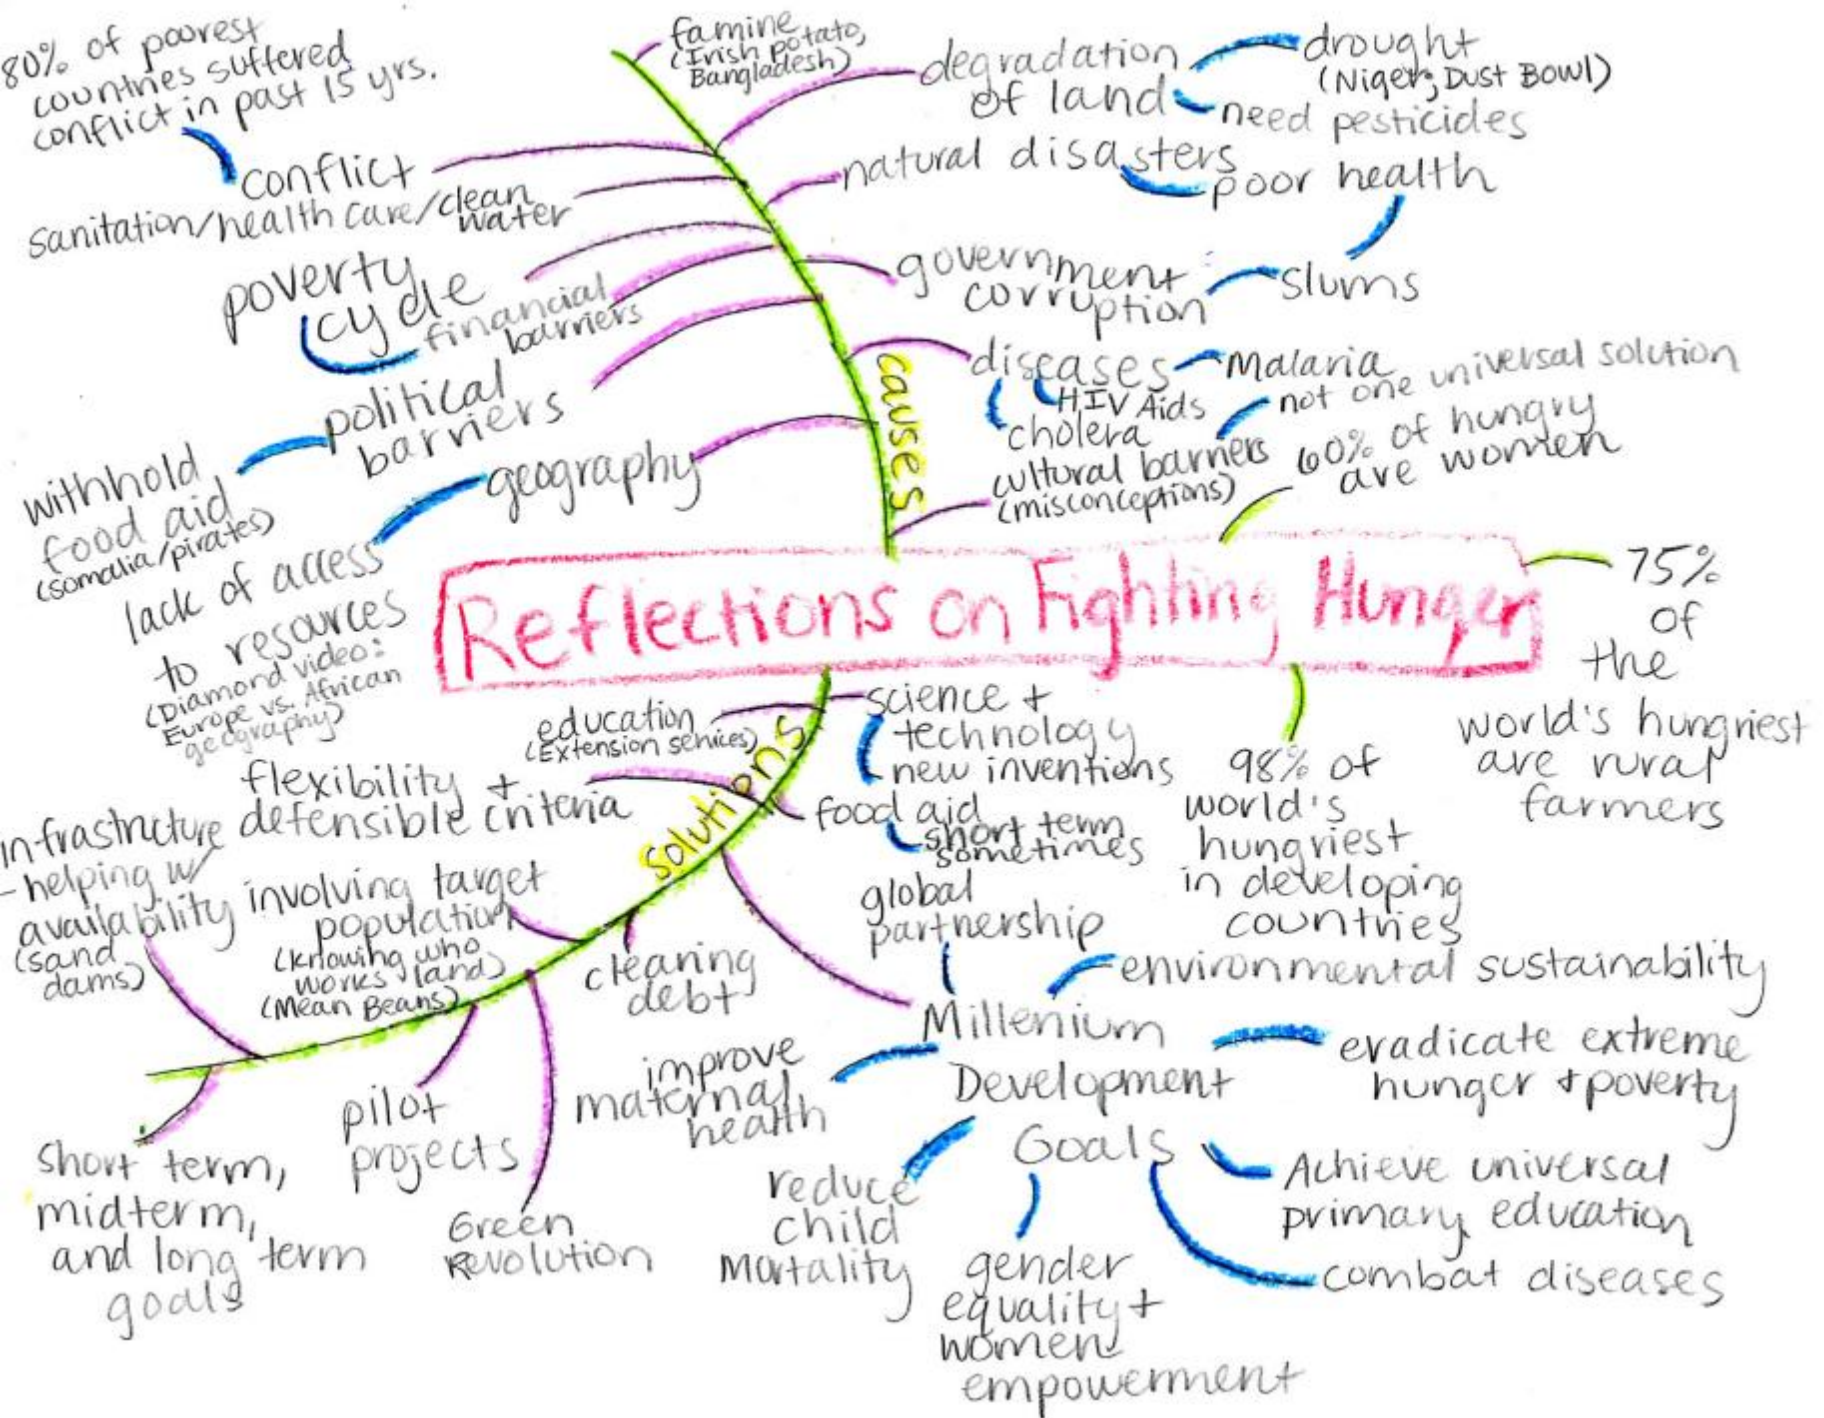 80% of poorest
countries suffered
conflict in past 15 yrs.
conflict
sanitation/health care/clean
water
poverty
cycle
financial
barriers
political
barriers
withhold
food aid
(somalia/pirates)
geography
lack of access
to resources
(Diamond video:
Europe vs. African
geography)
famine
(Irish potato,
Bangladesh)
degradation
of land
drought
(Niger, Dust Bowl)
need pesticides
natural disasters
poor health
government
corruption
slums
diseases
Malaria
HIV Aids
cholera
cultural barriers
(misconceptions)
not one universal solution
causes
60% of hungry
are women
Reflections on Fighting Hunger
75%
of
the
world's hungriest
are rural
farmers
98% of
world's
hungriest
in developing
countries
solutions
education
(Extension services)
science +
technology
new inventions
flexibility +
defensible criteria
food aid
short term
sometimes
infrastructure
- helping w/
availability
(sand
dams)
involving target
population
(knowing who
works land)
(Mean Beans)
clearing
debt
global
partnership
environmental sustainability
Millenium
Development
Goals
eradicate extreme
hunger + poverty
improve
maternal
health
Achieve universal
primary education
reduce
child
mortality
gender
equality +
women
empowerment
combat diseases
pilot
projects
Green
Revolution
short term,
midterm,
and long term
goals